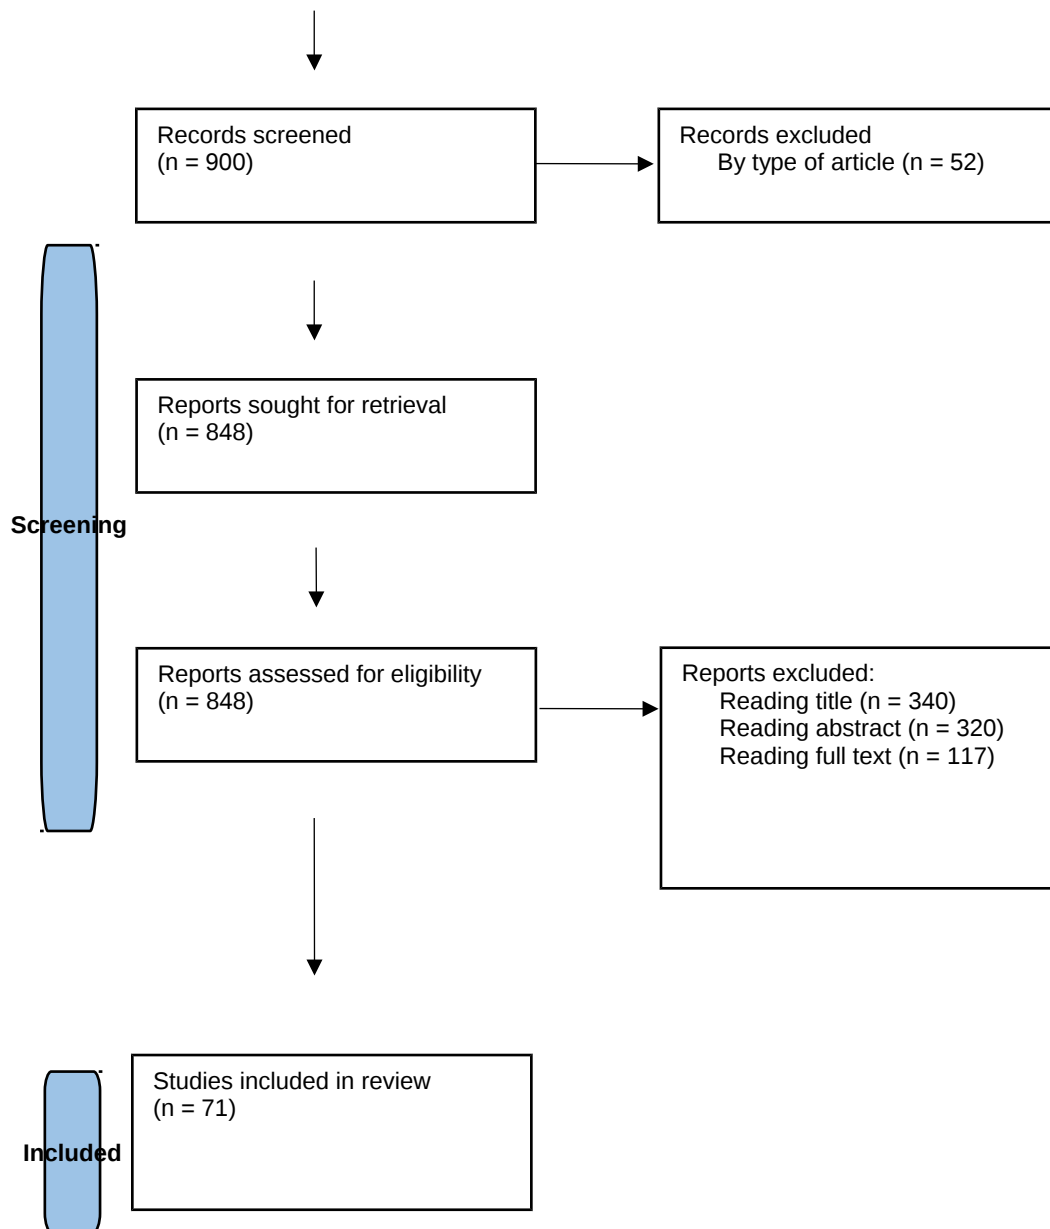 Records screened
(n = 900)
Records excluded
By type of article (n = 52)
Reports sought for retrieval
(n = 848)
Screening
Reports assessed for eligibility
(n = 848)
Reports excluded:
Reading title (n = 340)
Reading abstract (n = 320)
Reading full text (n = 117)
Studies included in review
(n = 71)
Included